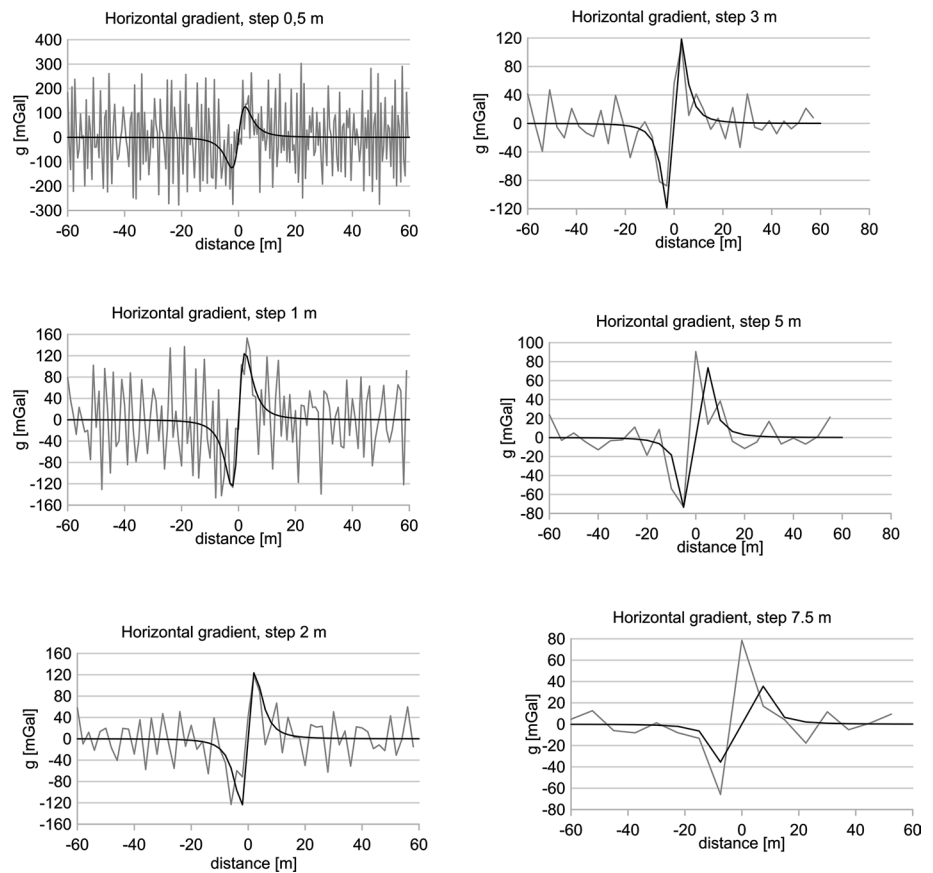 Horizontal gradient, step 0,5 m
400
300
200
100
0
-100
-200
-300
g [mGal]
-60 -40 -20 0 20 40 60
distance [m]
Horizontal gradient, step 3 m
120
80
40
0
-40
-80
-120
g [mGal]
-60 -40 -20 0 20 40 60 80
distance [m]
Horizontal gradient, step 1 m
160
120
80
40
0
-40
-80
-120
-160
g [mGal]
-60 -40 -20 0 20 40 60
distance [m]
Horizontal gradient, step 5 m
100
80
60
40
20
0
-20
-40
-60
-80
g [mGal]
-60 -40 -20 0 20 40 60 80
distance [m]
Horizontal gradient, step 2 m
160
120
80
40
0
-40
-80
-120
-160
g [mGal]
-60 -40 -20 0 20 40 60
distance [m]
Horizontal gradient, step 7.5 m
80
60
40
20
0
-20
-40
-60
-80
g [mGal]
-60 -40 -20 0 20 40 60
distance [m]